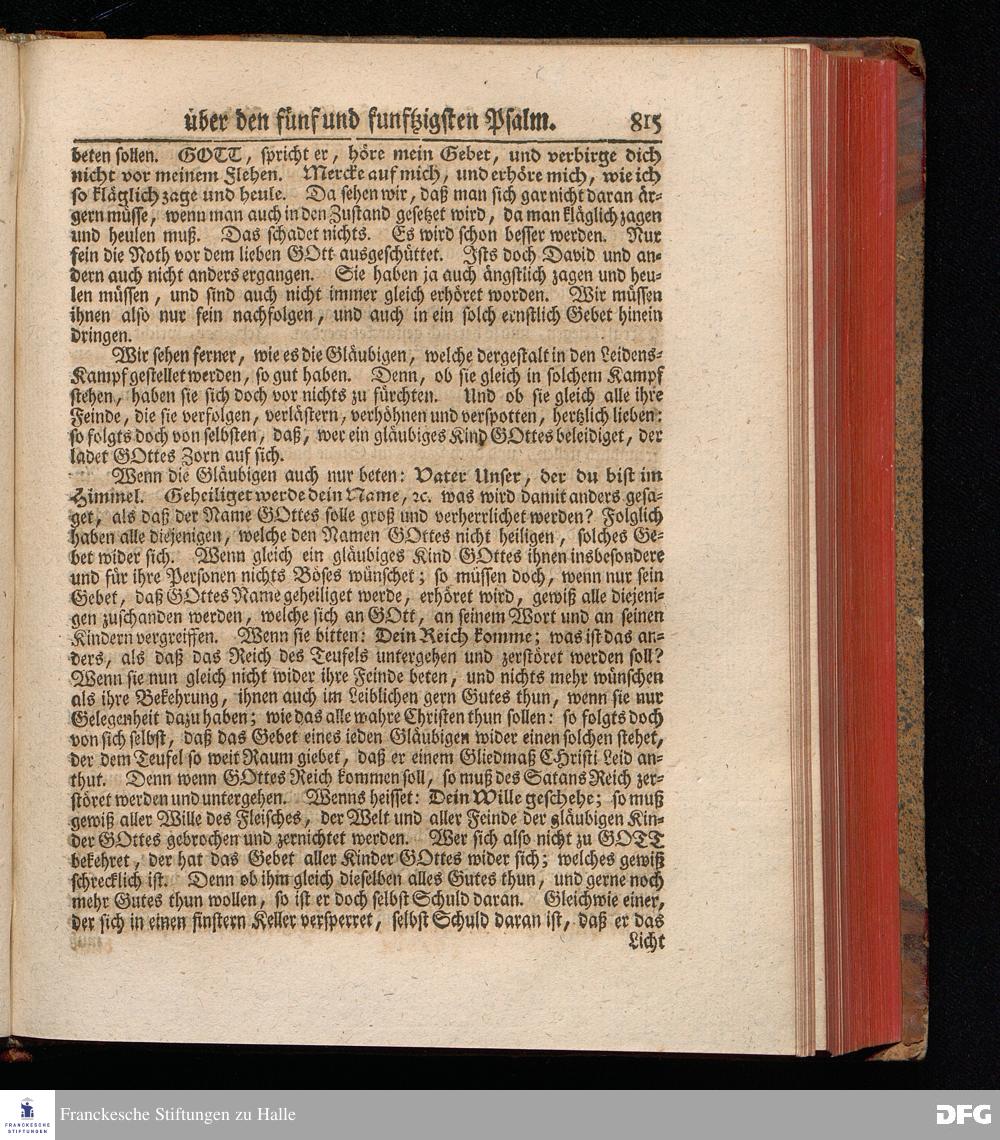 über den fünf und funftzigsten Psalm. 815
beten sollen. GOTT, spricht er, höre mein Gebet, und verbirge dich
nicht vor meinem Flehen. Mercke auf mich, und erhöre mich, wie ich
so kläglich zage und heule. Da sehen wir, daß man sich gar nicht daran är-
gern müsse, wenn man auch in den Zustand gesetzet wird, da man kläglich zagen
und heulen muß. Das schadet nichts. Es wird schon besser werden. Nur
fein die Noth vor dem lieben GOtt ausgeschüttet. Ists doch David und an-
dern auch nicht anders ergangen. Sie haben ja auch ängstlich zagen und heu-
len müssen, und sind auch nicht immer gleich erhöret worden. Wir müssen
ihnen also nur fein nachfolgen, und auch in ein solch ernstlich Gebet hinein
dringen.
Wir sehen ferner, wie es die Gläubigen, welche dergestalt in den Leidens-
Kampf gestellet werden, so gut haben. Denn, ob sie gleich in solchem Kampf
stehen, haben sie sich doch vor nichts zu fürchten. Und ob sie gleich alle ihre
Feinde, die sie verfolgen, verlästern, verhöhnen und verspotten, hertzlich lieben:
so folgts doch von selbsten, daß, wer ein gläubiges Kind GOttes beleidiget, der
ladet GOttes Zorn auf sich.
Wenn die Gläubigen auch nur beten: Vater Unser, der du bist im
Himmel. Geheiliget werde dein Name, ꝛc. was wird damit anders gesa-
get, als daß der Name GOttes solle groß und verherrlichet werden? Folglich
haben alle diejenigen, welche den Namen GOttes nicht heiligen, solches Ge-
bet wider sich. Wenn gleich ein gläubiges Kind GOttes ihnen insbesondere
und für ihre Personen nichts Böses wünschet; so müssen doch, wenn nur sein
Gebet, daß GOttes Name geheiliget werde, erhöret wird, gewiß alle diejeni-
gen zuschanden werden, welche sich an GOtt, an seinem Wort und an seinen
Kindern vergreiffen. Wenn sie bitten: Dein Reich komme; was ist das an-
ders, als daß das Reich des Teufels untergehen und zerstöret werden soll?
Wenn sie nun gleich nicht wider ihre Feinde beten, und nichts mehr wünschen
als ihre Bekehrung, ihnen auch im Leiblichen gern Gutes thun, wenn sie nur
Gelegenheit dazu haben; wie das alle wahre Christen thun sollen: so folgts doch
von sich selbst, daß das Gebet eines ieden Gläubigen wider einen solchen stehet,
der dem Teufel so weit Raum giebet, daß er einem Gliedmaß CHristi Leid an-
thut. Denn wenn GOttes Reich kommen soll, so muß des Satans Reich zer-
störet werden und untergehen. Wenns heisset: Dein Wille geschehe; so muß
gewiß aller Wille des Fleisches, der Welt und aller Feinde der gläubigen Kin-
der GOttes gebrochen und zernichtet werden. Wer sich also nicht zu GOTT
bekehret, der hat das Gebet aller Kinder GOttes wider sich; welches gewiß
schrecklich ist. Denn ob ihm gleich dieselben alles Gutes thun, und gerne noch
mehr Gutes thun wollen, so ist er doch selbst Schuld daran. Gleichwie einer,
der sich in einen finstern Keller versperret, selbst Schuld daran ist, daß er das
Licht
FRANCKESCHE
STIFTUNGEN
Franckesche Stiftungen zu Halle
DFG